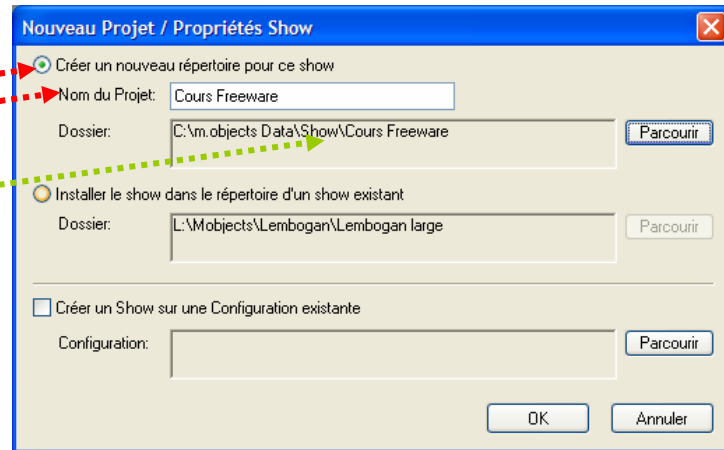 Nouveau Projet / Propriétés Show
Créer un nouveau répertoire pour ce show
Nom du Projet: Cours Freeware
Dossier: C:\m.objects Data\Show\Cours Freeware Parcourir
Installer le show dans le répertoire d'un show existant
Dossier: L:\Mobjects\Lembogan\Lembogan large Parcourir
Créer un Show sur une Configuration existante
Configuration: Parcourir
OK Annuler